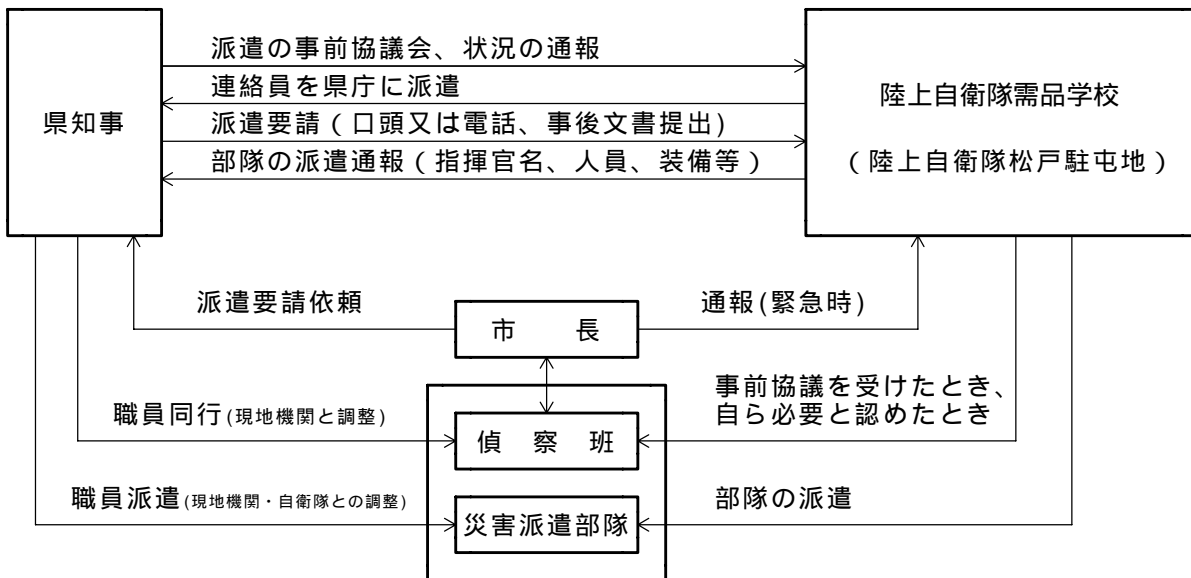 派遣の事前協議会、状況の通報
連絡員を県庁に派遣
県知事
派遣要請(口頭又は電話、事後文書提出)
部隊の派遣通報(指揮官名、人員、装備等)
陸上自衛隊需品学校
(陸上自衛隊松戸駐屯地)
派遣要請依頼
通報(緊急時)
市 長
事前協議を受けたとき、
自ら必要と認めたとき
職員同行(現地機関と調整)
偵 察 班
職員派遣(現地機関・自衛隊との調整)
部隊の派遣
災害派遣部隊